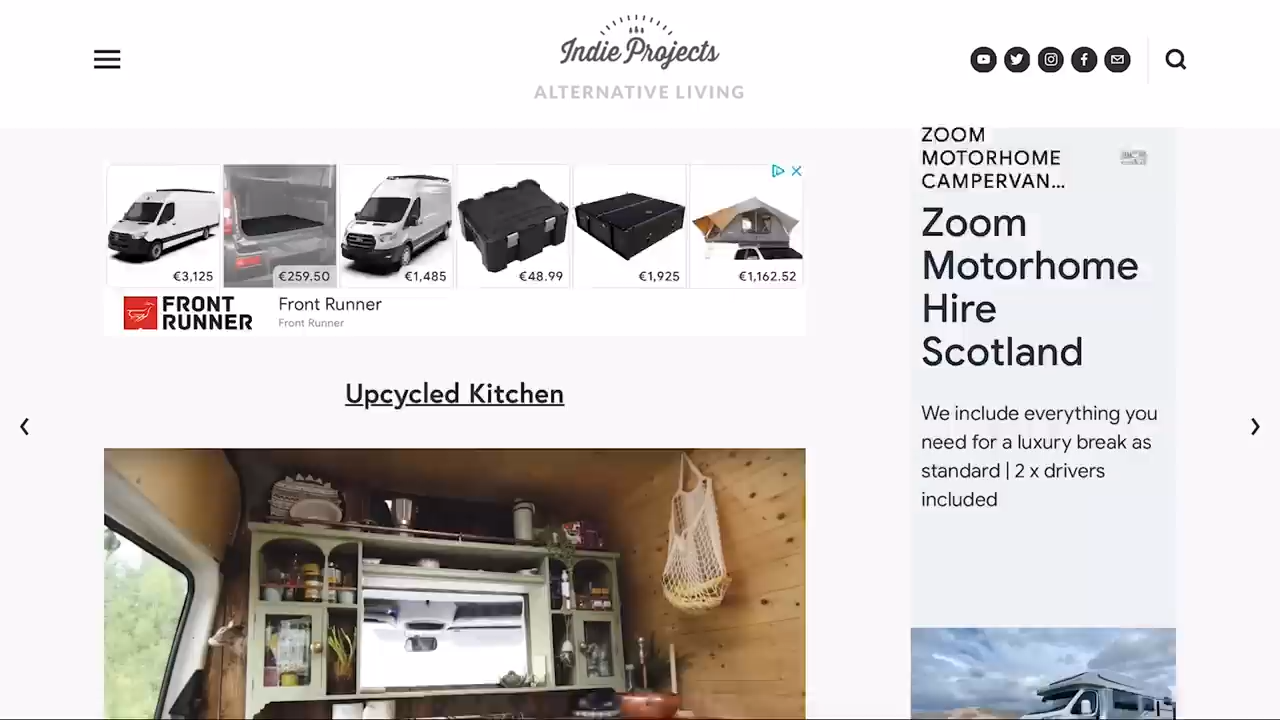 Indie Projects
ALTERNATIVE LIVING
€3,125
€259.50
€1,485
€48.99
€1,925
€1,162.52
FRONT
RUNNER
Front Runner
Front Runner
Upcycled Kitchen
ZOOM
MOTORHOME
CAMPERVAN...
Zoom
Motorhome
Hire
Scotland
We include everything you
need for a luxury break as
standard | 2 x drivers
included